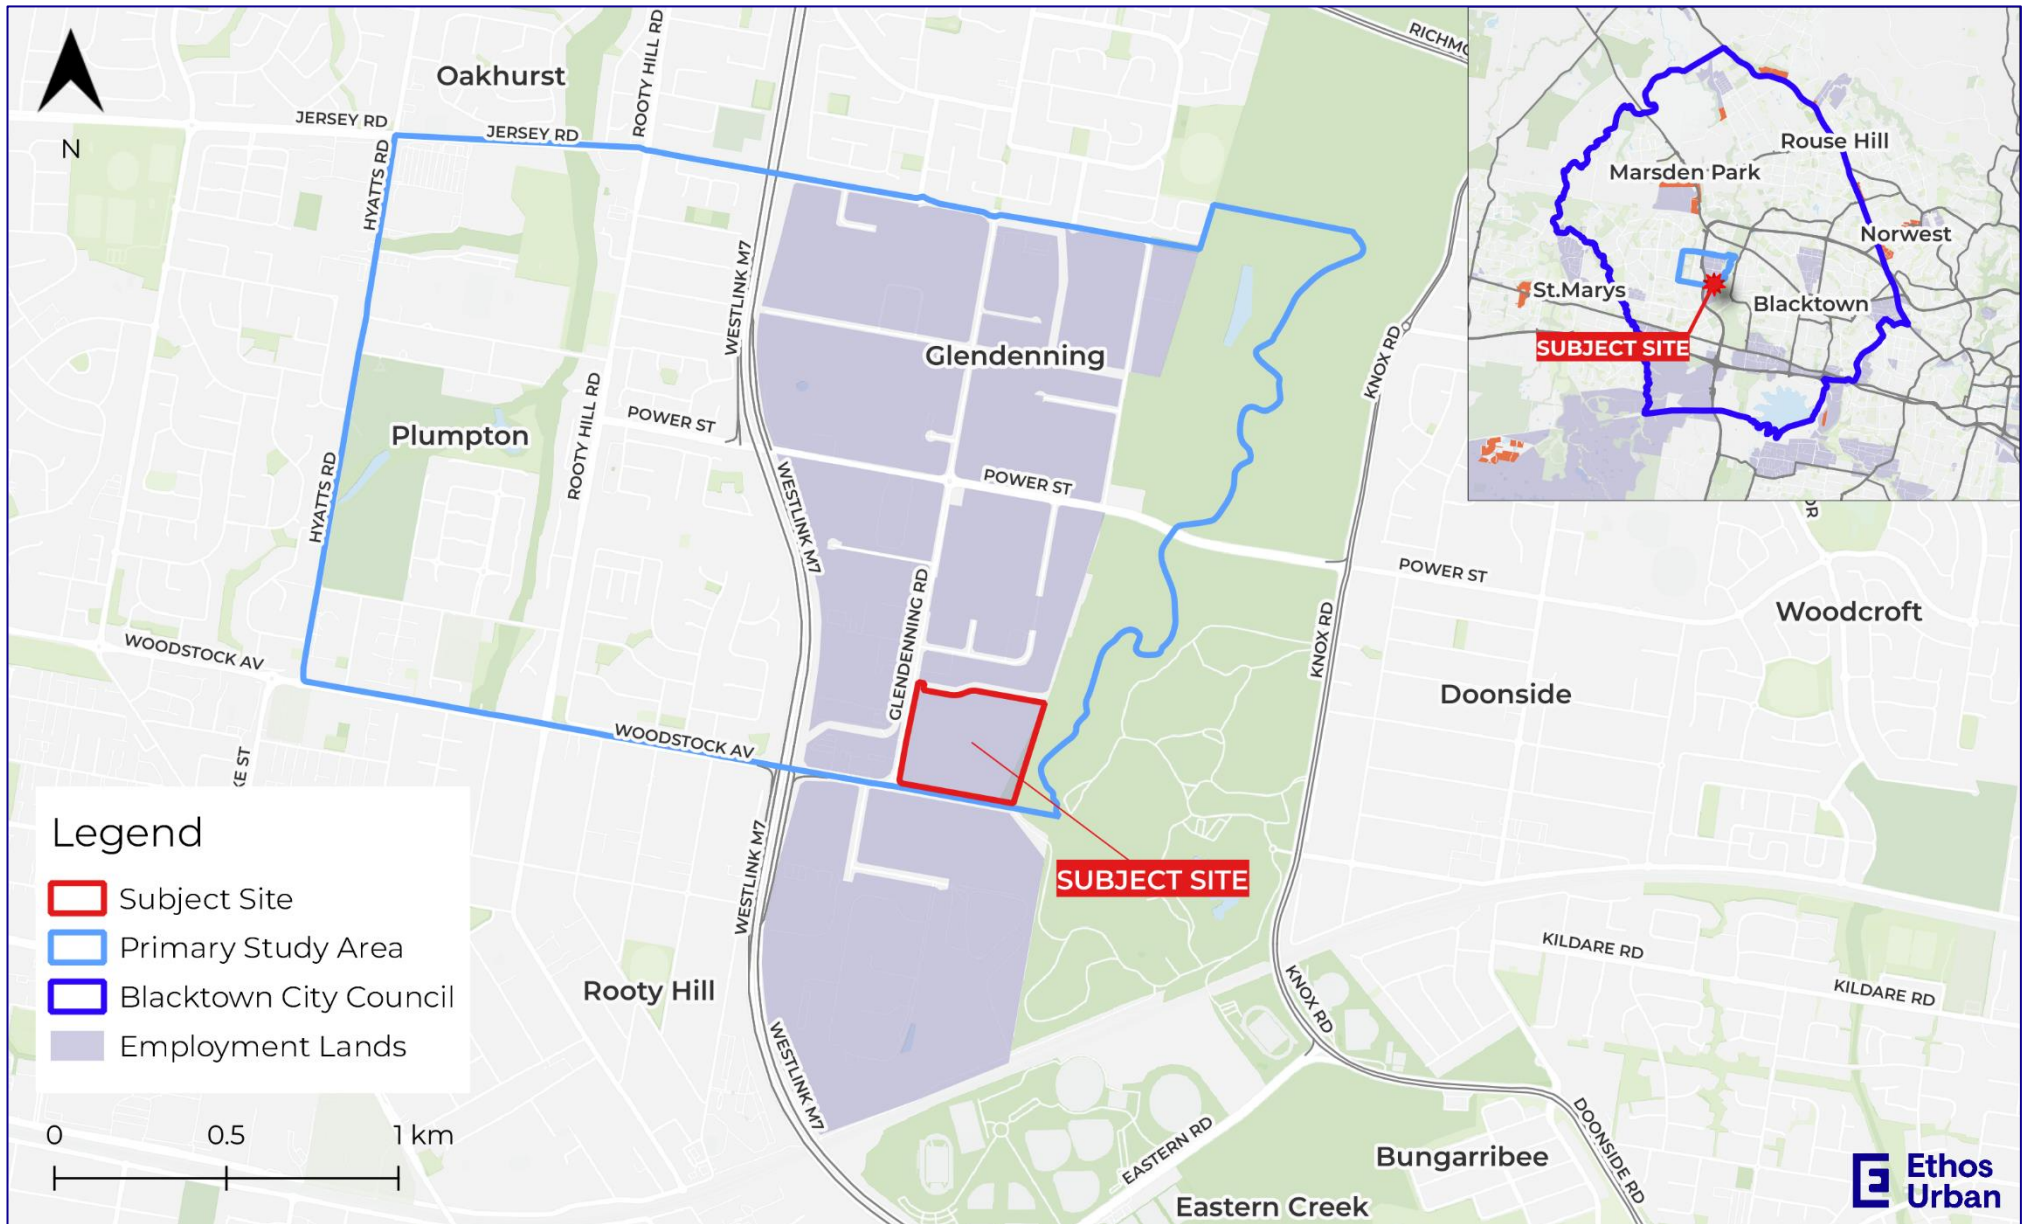 RICHMO
Oakhurst
ROOTY HILL RD
JERSEY RD
JERSEY RD
N
HYATTS RD
WESTLINK M7
Glendenning
KNOX RD
ROOTY HILL RD
POWER ST
Plumpton
HYATTS RD
WESTLINK M7
POWER ST
POWER ST
Woodcroft
GLENDENNING RD
KNOX RD
WOODSTOCK AV
Doonside
WOODSTOCK AV
KE ST
WESTLINK M7
SUBJECT SITE
Rooty Hill
KILDARE RD
KILDARE RD
KNOX RD
WESTLINK M7
EASTERN RD
Bungarribee
DOONSIDE RD
Eastern Creek
Rouse Hill
Marsden Park
Norwest
St.Marys
Blacktown
SUBJECT SITE
OR
Legend
Subject Site
Primary Study Area
Blacktown City Council
Employment Lands
0 0.5 1 km
Ethos
Urban